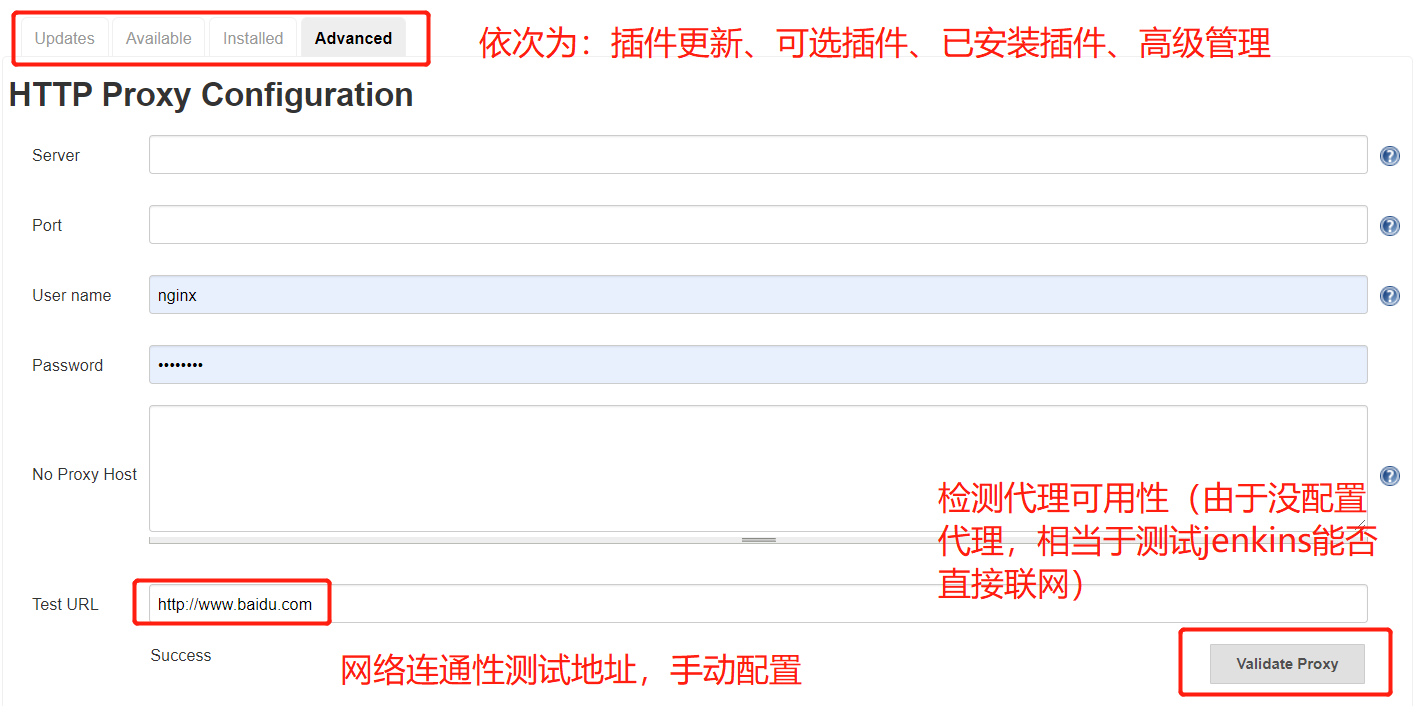 Updates Available Installed Advanced
依次为：插件更新、可选插件、已安装插件、高级管理
HTTP Proxy Configuration
Server
Port
User name nginx
Password ••••••••
No Proxy Host
检测代理可用性（由于没配置
代理，相当于测试jenkins能否
直接联网）
Test URL http://www.baidu.com
Success
网络连通性测试地址，手动配置
Validate Proxy